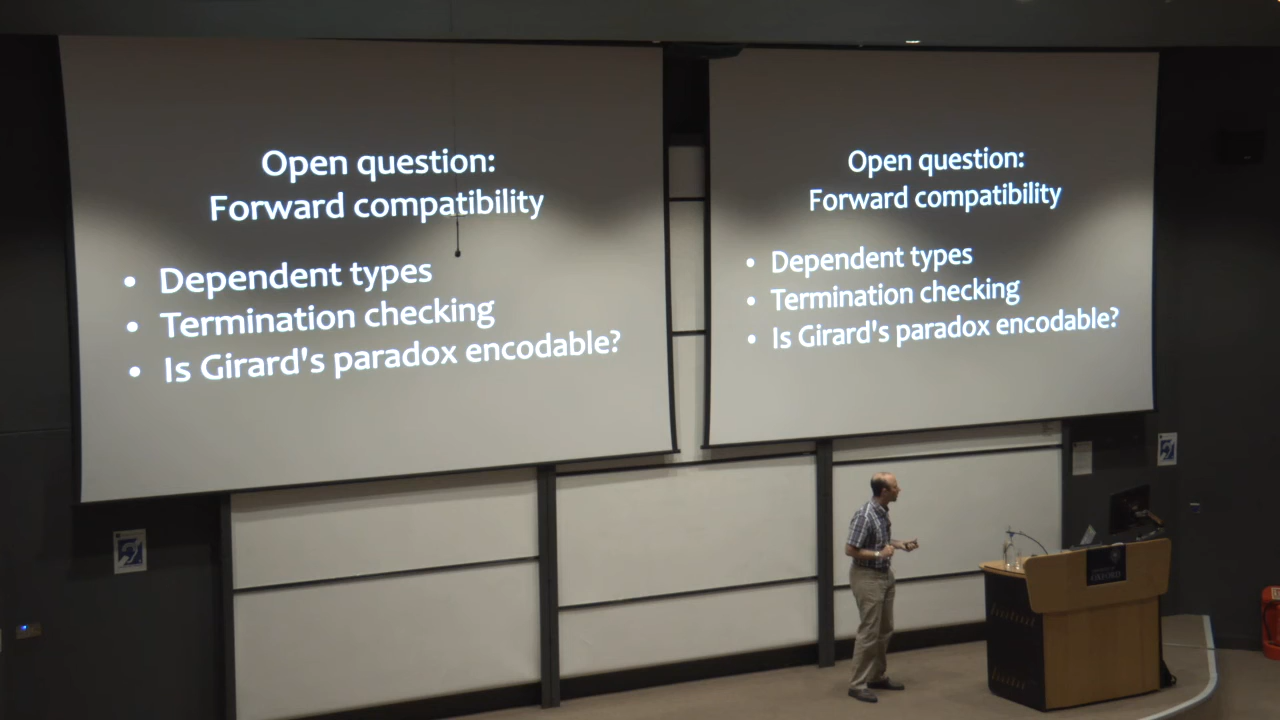 Open question:
Forward compatibility
• Dependent types
• Termination checking
• Is Girard's paradox encodable?
Open question:
Forward compatibility
• Dependent types
• Termination checking
• Is Girard's paradox encodable?
OXFORD